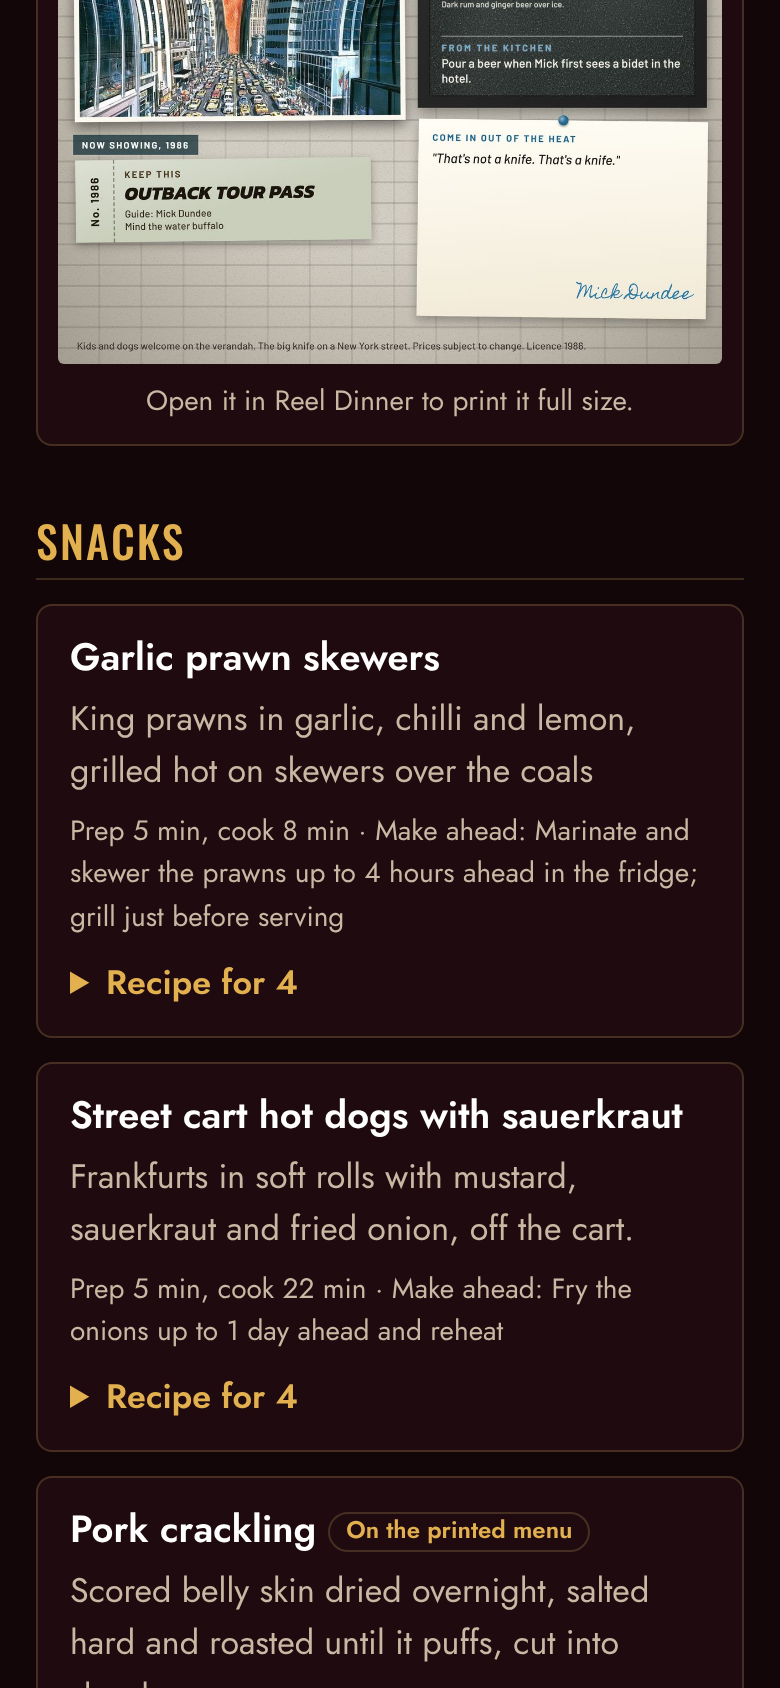 Dark rum and ginger beer over ice.
FROM THE KITCHEN
Pour a beer when Mick first sees a bidet in the
hotel.
NOW SHOWING, 1986
No. 1986
KEEP THIS
OUTBACK TOUR PASS
Guide: Mick Dundee
Mind the water buffalo
COME IN OUT OF THE HEAT
"That's not a knife. That's a knife."
Mick Dundee
Kids and dogs welcome on the verandah. The big knife on a New York street. Prices subject to change. Licence 1986.
Open it in Reel Dinner to print it full size.
SNACKS
Garlic prawn skewers
King prawns in garlic, chilli and lemon,
grilled hot on skewers over the coals
Prep 5 min, cook 8 min · Make ahead: Marinate and
skewer the prawns up to 4 hours ahead in the fridge;
grill just before serving
▶ Recipe for 4
Street cart hot dogs with sauerkraut
Frankfurts in soft rolls with mustard,
sauerkraut and fried onion, off the cart.
Prep 5 min, cook 22 min · Make ahead: Fry the
onions up to 1 day ahead and reheat
▶ Recipe for 4
Pork crackling On the printed menu
Scored belly skin dried overnight, salted
hard and roasted until it puffs, cut into